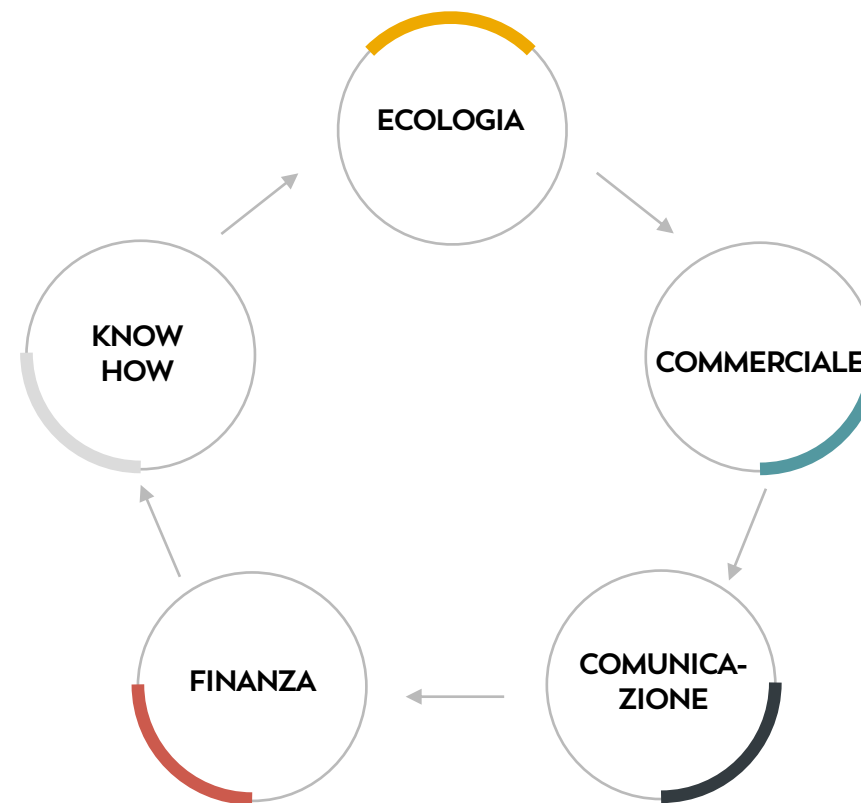 ECOLOGIA
COMMERCIALE
COMUNICA-
ZIONE
FINANZA
KNOW
HOW